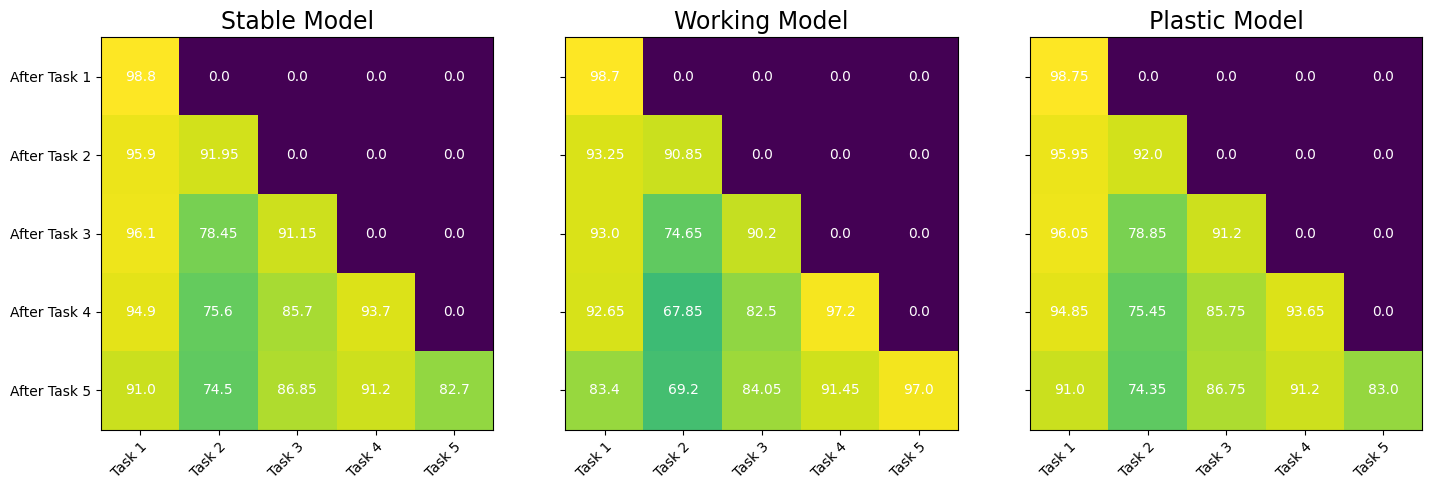 Stable Model Working Model Plastic Model
After Task 1 98.8 0.0 0.0 0.0 0.0 98.7 0.0 0.0 0.0 0.0 98.75 0.0 0.0 0.0 0.0
After Task 2 95.9 91.95 0.0 0.0 0.0 93.25 90.85 0.0 0.0 0.0 95.95 92.0 0.0 0.0 0.0
After Task 3 96.1 78.45 91.15 0.0 0.0 93.0 74.65 90.2 0.0 0.0 96.05 78.85 91.2 0.0 0.0
After Task 4 94.9 75.6 85.7 93.7 0.0 92.65 67.85 82.5 97.2 0.0 94.85 75.45 85.75 93.65 0.0
After Task 5 91.0 74.5 86.85 91.2 82.7 83.4 69.2 84.05 91.45 97.0 91.0 74.35 86.75 91.2 83.0
Task 1 Task 2 Task 3 Task 4 Task 5 Task 1 Task 2 Task 3 Task 4 Task 5 Task 1 Task 2 Task 3 Task 4 Task 5